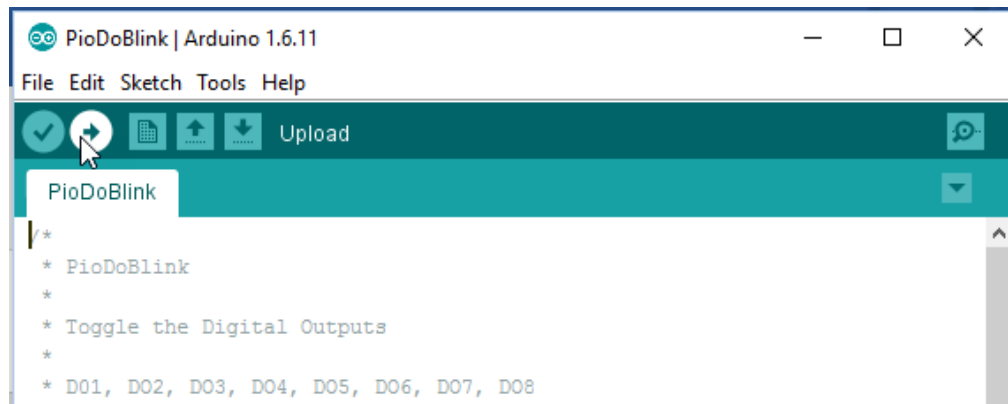 PioDoBlink | Arduino 1.6.11
File Edit Sketch Tools Help
Upload
PioDoBlink
/*
* PioDoBlink
*
* Toggle the Digital Outputs
*
* DO1, DO2, DO3, DO4, DO5, DO6, DO7, DO8